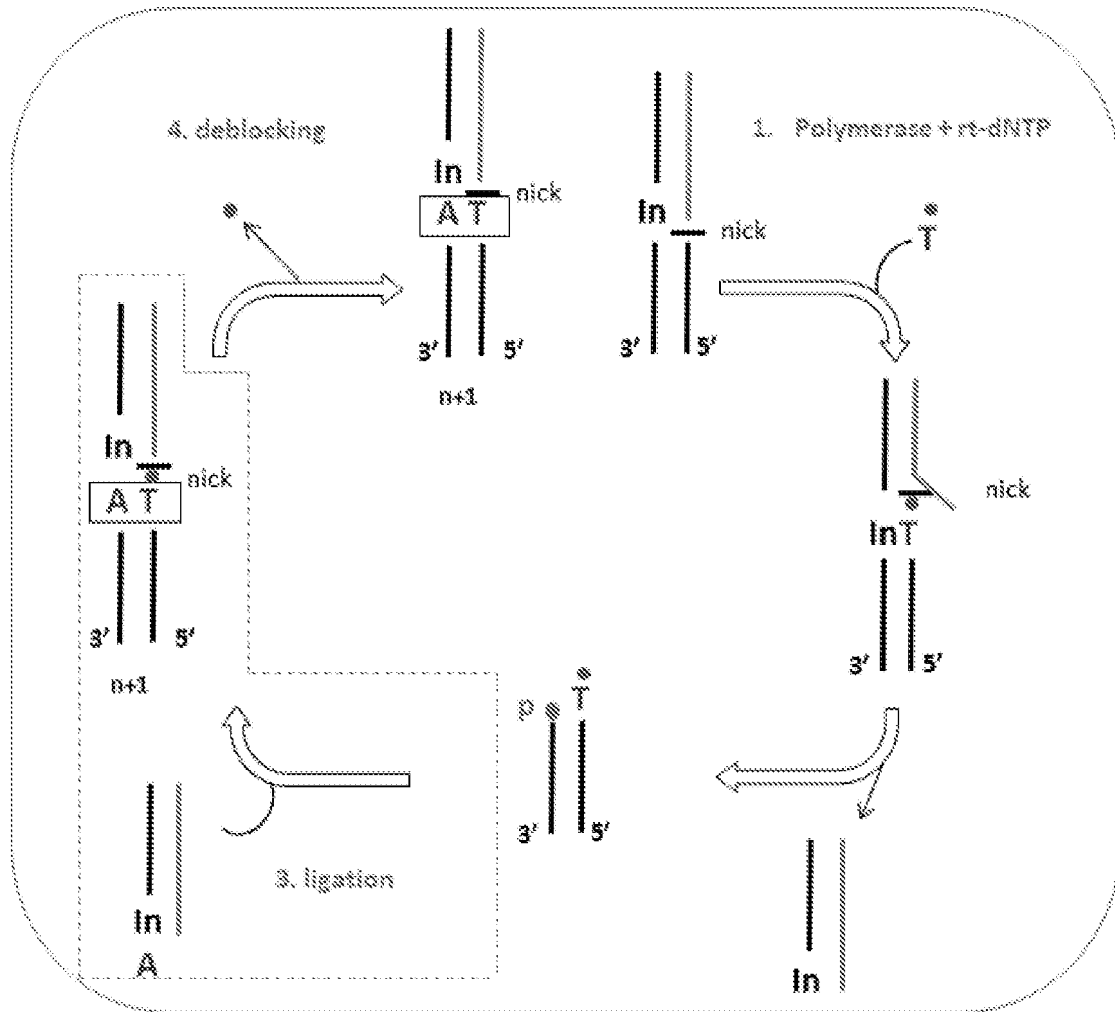 4. deblocking
1. Polymerase + rt-dNTP
In
A T
nick
3' 5'
n+1
In
nick
3' 5'
T
In
A T
nick
3' 5'
n+1
nick
InT
3' 5'
p T
3' 5'
3. ligation
In
A
In